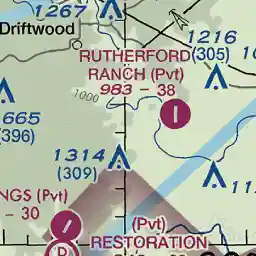 1267
Driftwood
1216
(305)
RUTHERFORD
RANCH (Pvt)
983 - 38
1000
665
(396)
1314
(309)
NGS (Pvt)
- 30
(Pvt)
RESTORATION
R